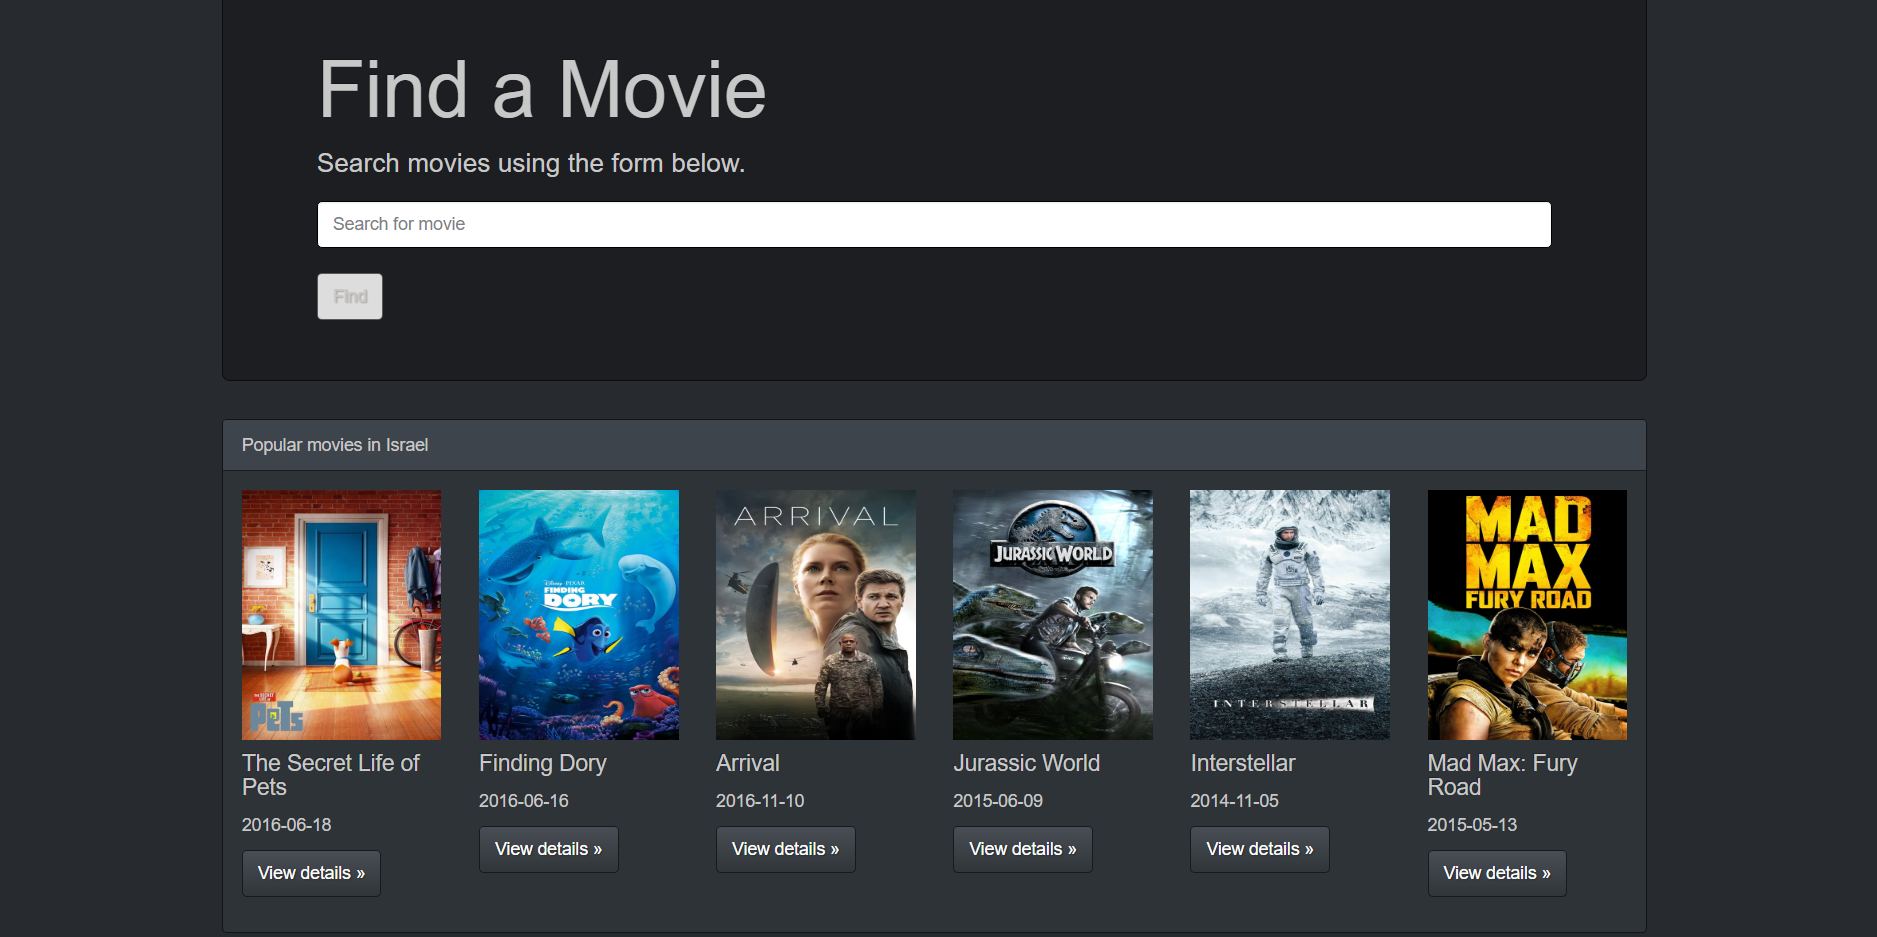 Find a Movie
Search movies using the form below.
Search for movie
Find
Popular movies in Israel
PeTs
Disney PIXAR
FINDING
DORY
ARRIVAL
JURASSIC WORLD
INTERSTELLAR
MAD
MAX
FURY ROAD
The Secret Life of
Pets
2016-06-18
View details »
Finding Dory
2016-06-16
View details »
Arrival
2016-11-10
View details »
Jurassic World
2015-06-09
View details »
Interstellar
2014-11-05
View details »
Mad Max: Fury
Road
2015-05-13
View details »